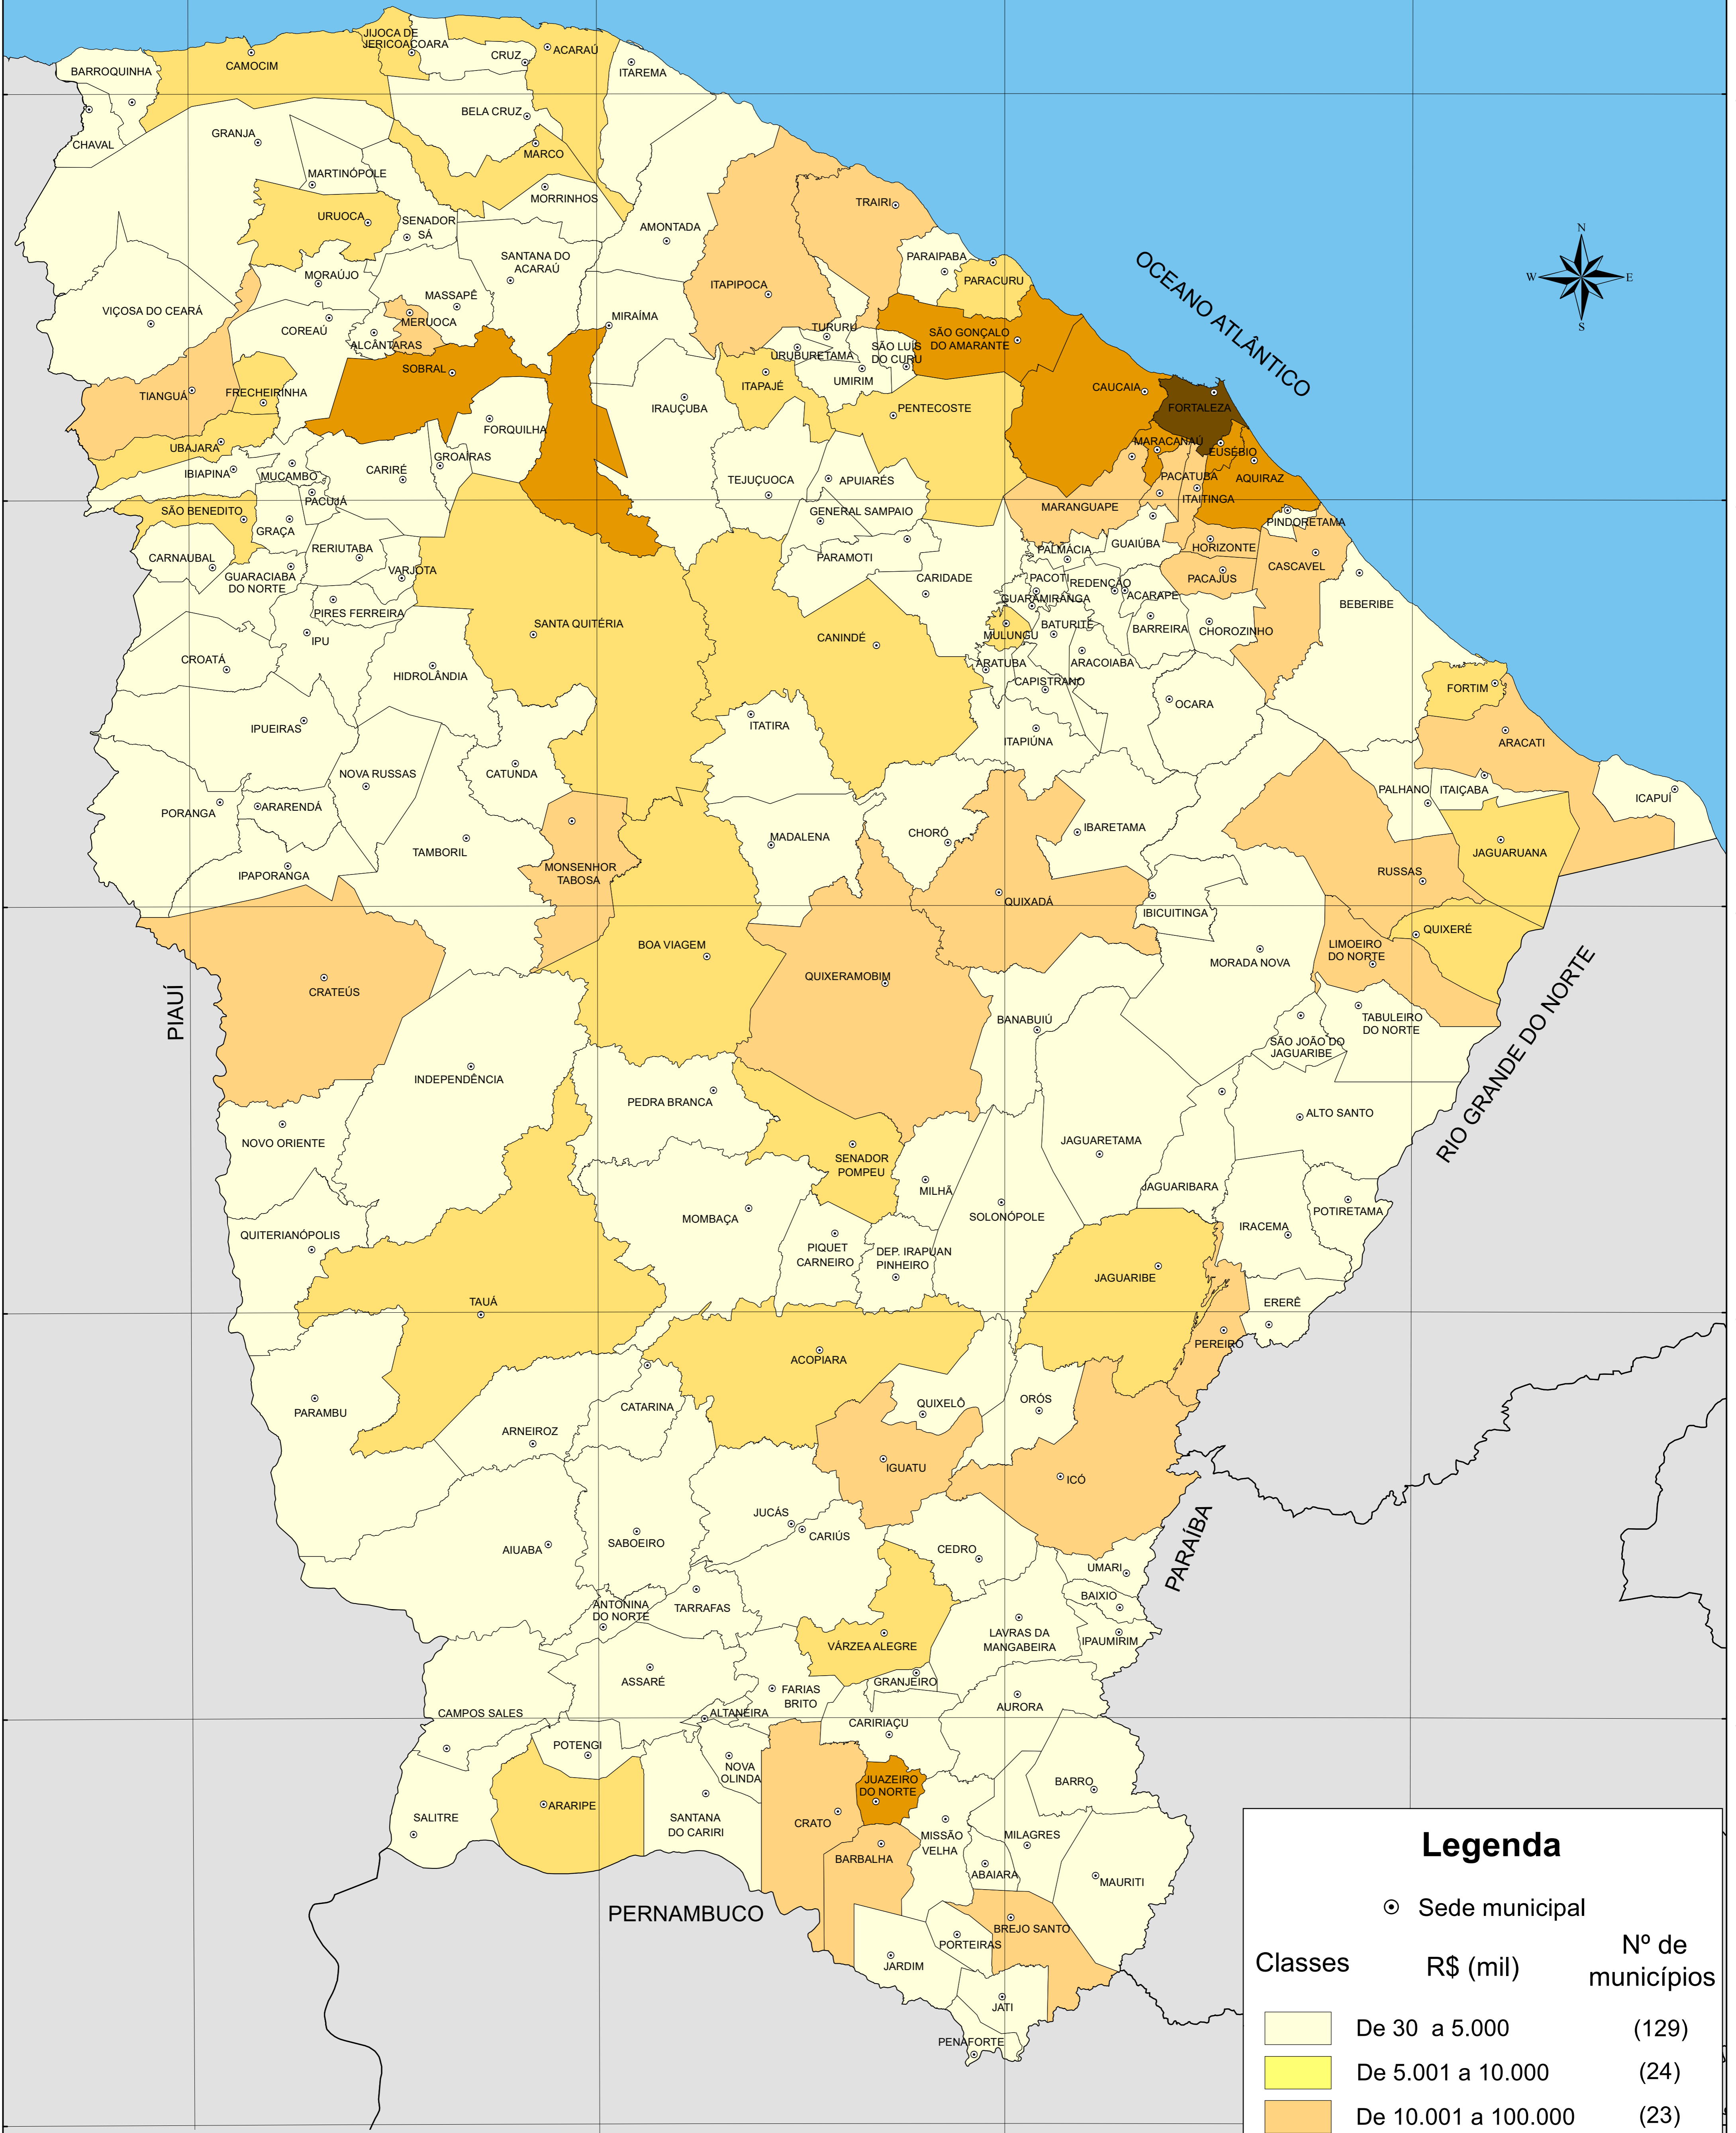 JIJOCA DE
JERICOACOARA
CRUZ
ACARAÚ
BARROQUINHA
CAMOCIM
ITAREMA
BELA CRUZ
CHAVAL
GRANJA
MARCO
MARTINÓPOLE
MORRINHOS
TRAIRI
URUOCA
SENADOR
SÁ
AMONTADA
N
W
E
S
OCEANO ATLÂNTICO
SANTANA DO
ACARAÚ
PARAIPABA
MORAÚJO
ITAPIPOCA
PARACURU
MASSAPÊ
VIÇOSA DO CEARÁ
MIRAÍMA
MERUOCA
COREAÚ
TURURU
SÃO GONÇALO
DO AMARANTE
ALCÂNTARAS
URUBURETAMA
SÃO LUÍS
DO CURU
SOBRAL
UMIRIM
ITAPAJÉ
CAUCAIA
TIANGUÁ
FRECHEIRINHA
IRAUÇUBA
PENTECOSTE
FORTALEZA
FORQUILHA
UBAJARA
MARACANAÚ
EUSÉBIO
GROAÍRAS
IBIAPINA
MUCAMBO
CARIRÉ
TEJUÇUOCA
APUIARÉS
PACATUBA
AQUIRAZ
PACUJÁ
ITAITINGA
MARANGUAPE
SÃO BENEDITO
GENERAL SAMPAIO
PINDORETAMA
GRAÇA
CARNAUBAL
RERIUTABA
PARAMOTI
PALMÁCIA
GUAIÚBA
HORIZONTE
VARJOTA
GUARACIABA
DO NORTE
CARIDADE
PACOTI
REDENÇÃO
PACAJUS
CASCAVEL
PIRES FERREIRA
GUARAMIRANGA
ACARAPE
BEBERIBE
SANTA QUITÉRIA
IPU
CANINDÉ
MULUNGU
BATURITÉ
BARREIRA
CHOROZINHO
CROATÁ
HIDROLÂNDIA
ARATUBA
ARACOIABA
CAPISTRANO
FORTIM
OCARA
IPUEIRAS
ITATIRA
ITAPIÚNA
ARACATI
NOVA RUSSAS
CATUNDA
PALHANO
ITAIÇABA
ICAPUÍ
PORANGA
ARARENDÁ
MADALENA
CHORÓ
IBARETAMA
TAMBORIL
JAGUARUANA
IPAPORANGA
MONSENHOR
TABOSA
RUSSAS
QUIXADÁ
IBICUITINGA
BOA VIAGEM
QUIXERÉ
LIMOEIRO
DO NORTE
MORADA NOVA
QUIXERAMOBIM
CRATEÚS
PIAUÍ
BANABUIÚ
TABULEIRO
DO NORTE
SÃO JOÃO DO
JAGUARIBE
RIO GRANDE DO NORTE
INDEPENDÊNCIA
PEDRA BRANCA
ALTO SANTO
NOVO ORIENTE
JAGUARETAMA
SENADOR
POMPEU
JAGUARIBARA
MILHÃ
POTIRETAMA
MOMBAÇA
SOLONÓPOLE
IRACEMA
QUITERIANÓPOLIS
PIQUET
CARNEIRO
DEP. IRAPUAN
PINHEIRO
JAGUARIBE
TAUÁ
ERERÊ
PEREIRO
ACOPIARA
PARAMBU
CATARINA
QUIXELÔ
ORÓS
ARNEIROZ
IGUATU
ICÓ
JUCÁS
CARIÚS
SABOEIRO
AIUABA
CEDRO
PARAÍBA
UMARI
BAIXIO
ANTONINA
DO NORTE
TARRAFAS
LAVRAS DA
MANGABEIRA
IPAUMIRIM
VÁRZEA ALEGRE
ASSARÉ
GRANJEIRO
FARIAS
BRITO
AURORA
CAMPOS SALES
ALTANEIRA
CARIRIAÇU
POTENGI
NOVA
OLINDA
JUAZEIRO
DO NORTE
BARRO
ARARIPE
SALITRE
SANTANA
DO CARIRI
CRATO
MISSÃO
VELHA
MILAGRES
BARBALHA
ABAIARA
MAURITI
PERNAMBUCO
BREJO SANTO
PORTEIRAS
JARDIM
JATI
PENAFORTE
Legenda
Sede municipal
Classes
R$ (mil)
Nº de
municípios
De 30 a 5.000
(129)
De 5.001 a 10.000
(24)
De 10.001 a 100.000
(23)